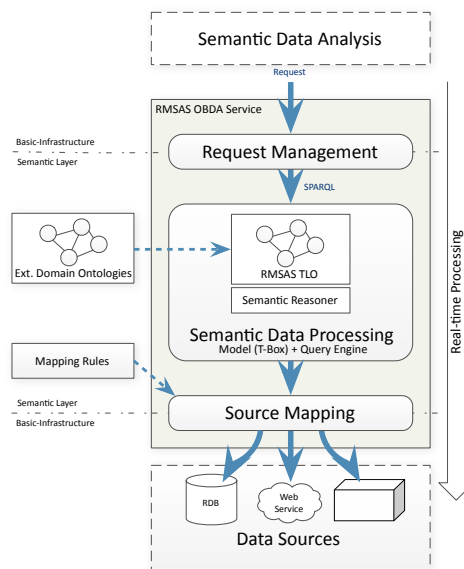 Semantic Data Analysis
Request
RMSAS OBDA Service
Basic-Infrastructure
Semantic Layer
Request Management
SPARQL
Ext. Domain Ontologies
RMSAS TLO
Semantic Reasoner
Semantic Data Processing
Model (T-Box) + Query Engine
Mapping Rules
Semantic Layer
Basic-Infrastructure
Source Mapping
RDB
Web
Service
Data Sources
Real-time Processing